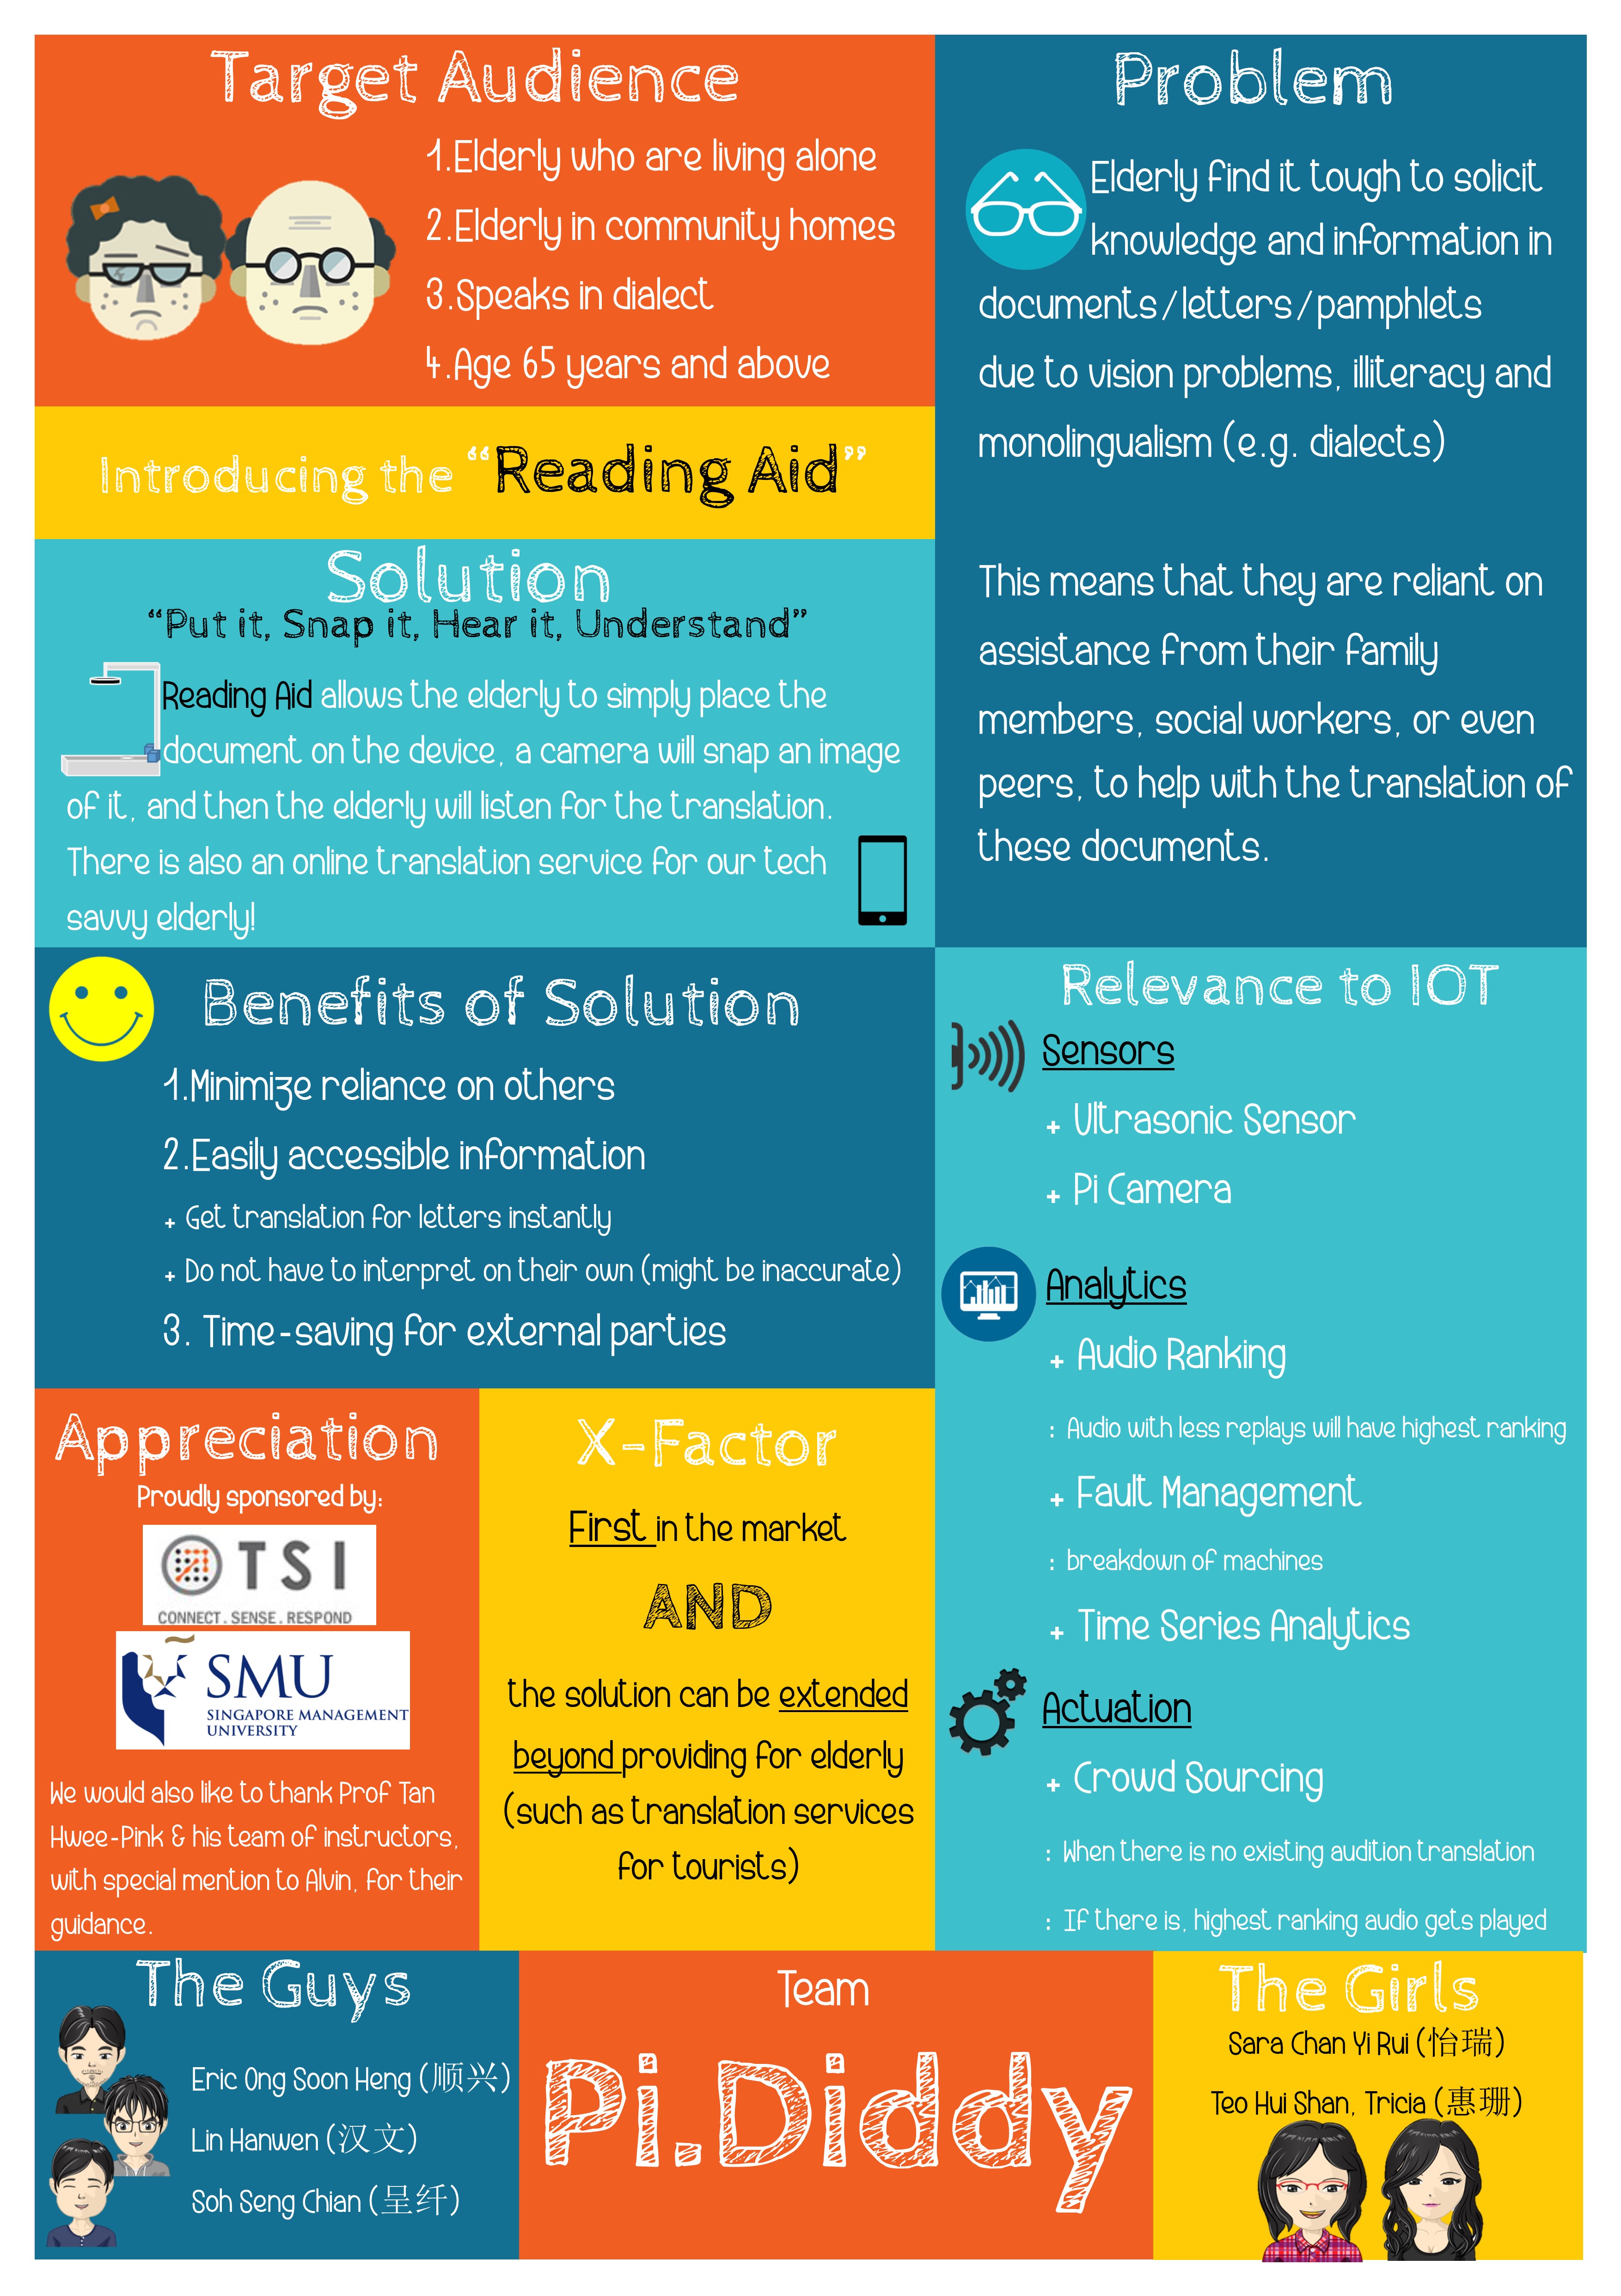 Target Audience
1.Elderly who are living alone
2.Elderly in community homes
3.Speaks in dialect
4.Age 65 years and above
Problem
Elderly find it tough to solicit
knowledge and information in
documents/letters/pamphlets
due to vision problems, illiteracy and
monolingualism (e.g. dialects)
This means that they are reliant on
assistance from their family
members, social workers, or even
peers, to help with the translation of
these documents.
Introducing the “Reading Aid”
Solution
“Put it, Snap it, Hear it, Understand”
Reading Aid allows the elderly to simply place the
document on the device, a camera will snap an image
of it, and then the elderly will listen for the translation.
There is also an online translation service for our tech
savvy elderly!
Benefits of Solution
1.Minimize reliance on others
2.Easily accessible information
+ Get translation for letters instantly
+ Do not have to interpret on their own (might be inaccurate)
3. Time-saving for external parties
Relevance to IOT
Sensors
+ Ultrasonic Sensor
+ Pi Camera
Analytics
+ Audio Ranking
: Audio with less replays will have highest ranking
+ Fault Management
: breakdown of machines
+ Time Series Analytics
Actuation
+ Crowd Sourcing
: When there is no existing audition translation
: If there is, highest ranking audio gets played
Appreciation
Proudly sponsored by:
TSI
CONNECT. SENSE. RESPOND
SMU
SINGAPORE MANAGEMENT
UNIVERSITY
We would also like to thank Prof Tan
Hwee-Pink & his team of instructors,
with special mention to Alvin, for their
guidance.
X-Factor
First in the market
AND
the solution can be extended
beyond providing for elderly
(such as translation services
for tourists)
The Guys
Eric Ong Soon Heng (顺兴)
Lin Hanwen (汉文)
Soh Seng Chian (呈纤)
Team
Pi.Diddy
The Girls
Sara Chan Yi Rui (怡瑞)
Teo Hui Shan, Tricia (惠珊)